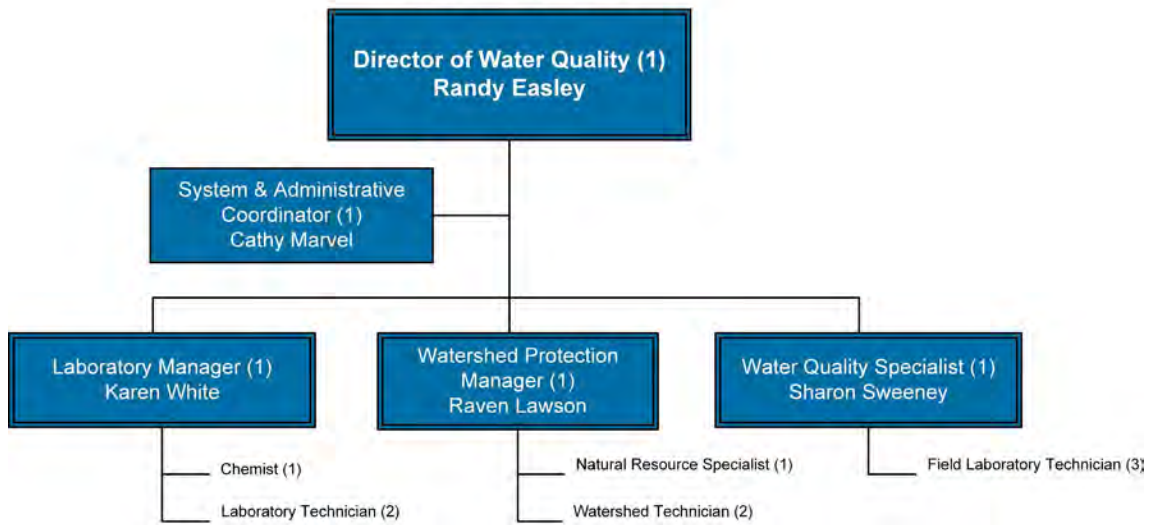 Director of Water Quality (1)
Randy Easley
System & Administrative
Coordinator (1)
Cathy Marvel
Laboratory Manager (1)
Karen White
Watershed Protection
Manager (1)
Raven Lawson
Water Quality Specialist (1)
Sharon Sweeney
Chemist (1)
Laboratory Technician (2)
Natural Resource Specialist (1)
Watershed Technician (2)
Field Laboratory Technician (3)